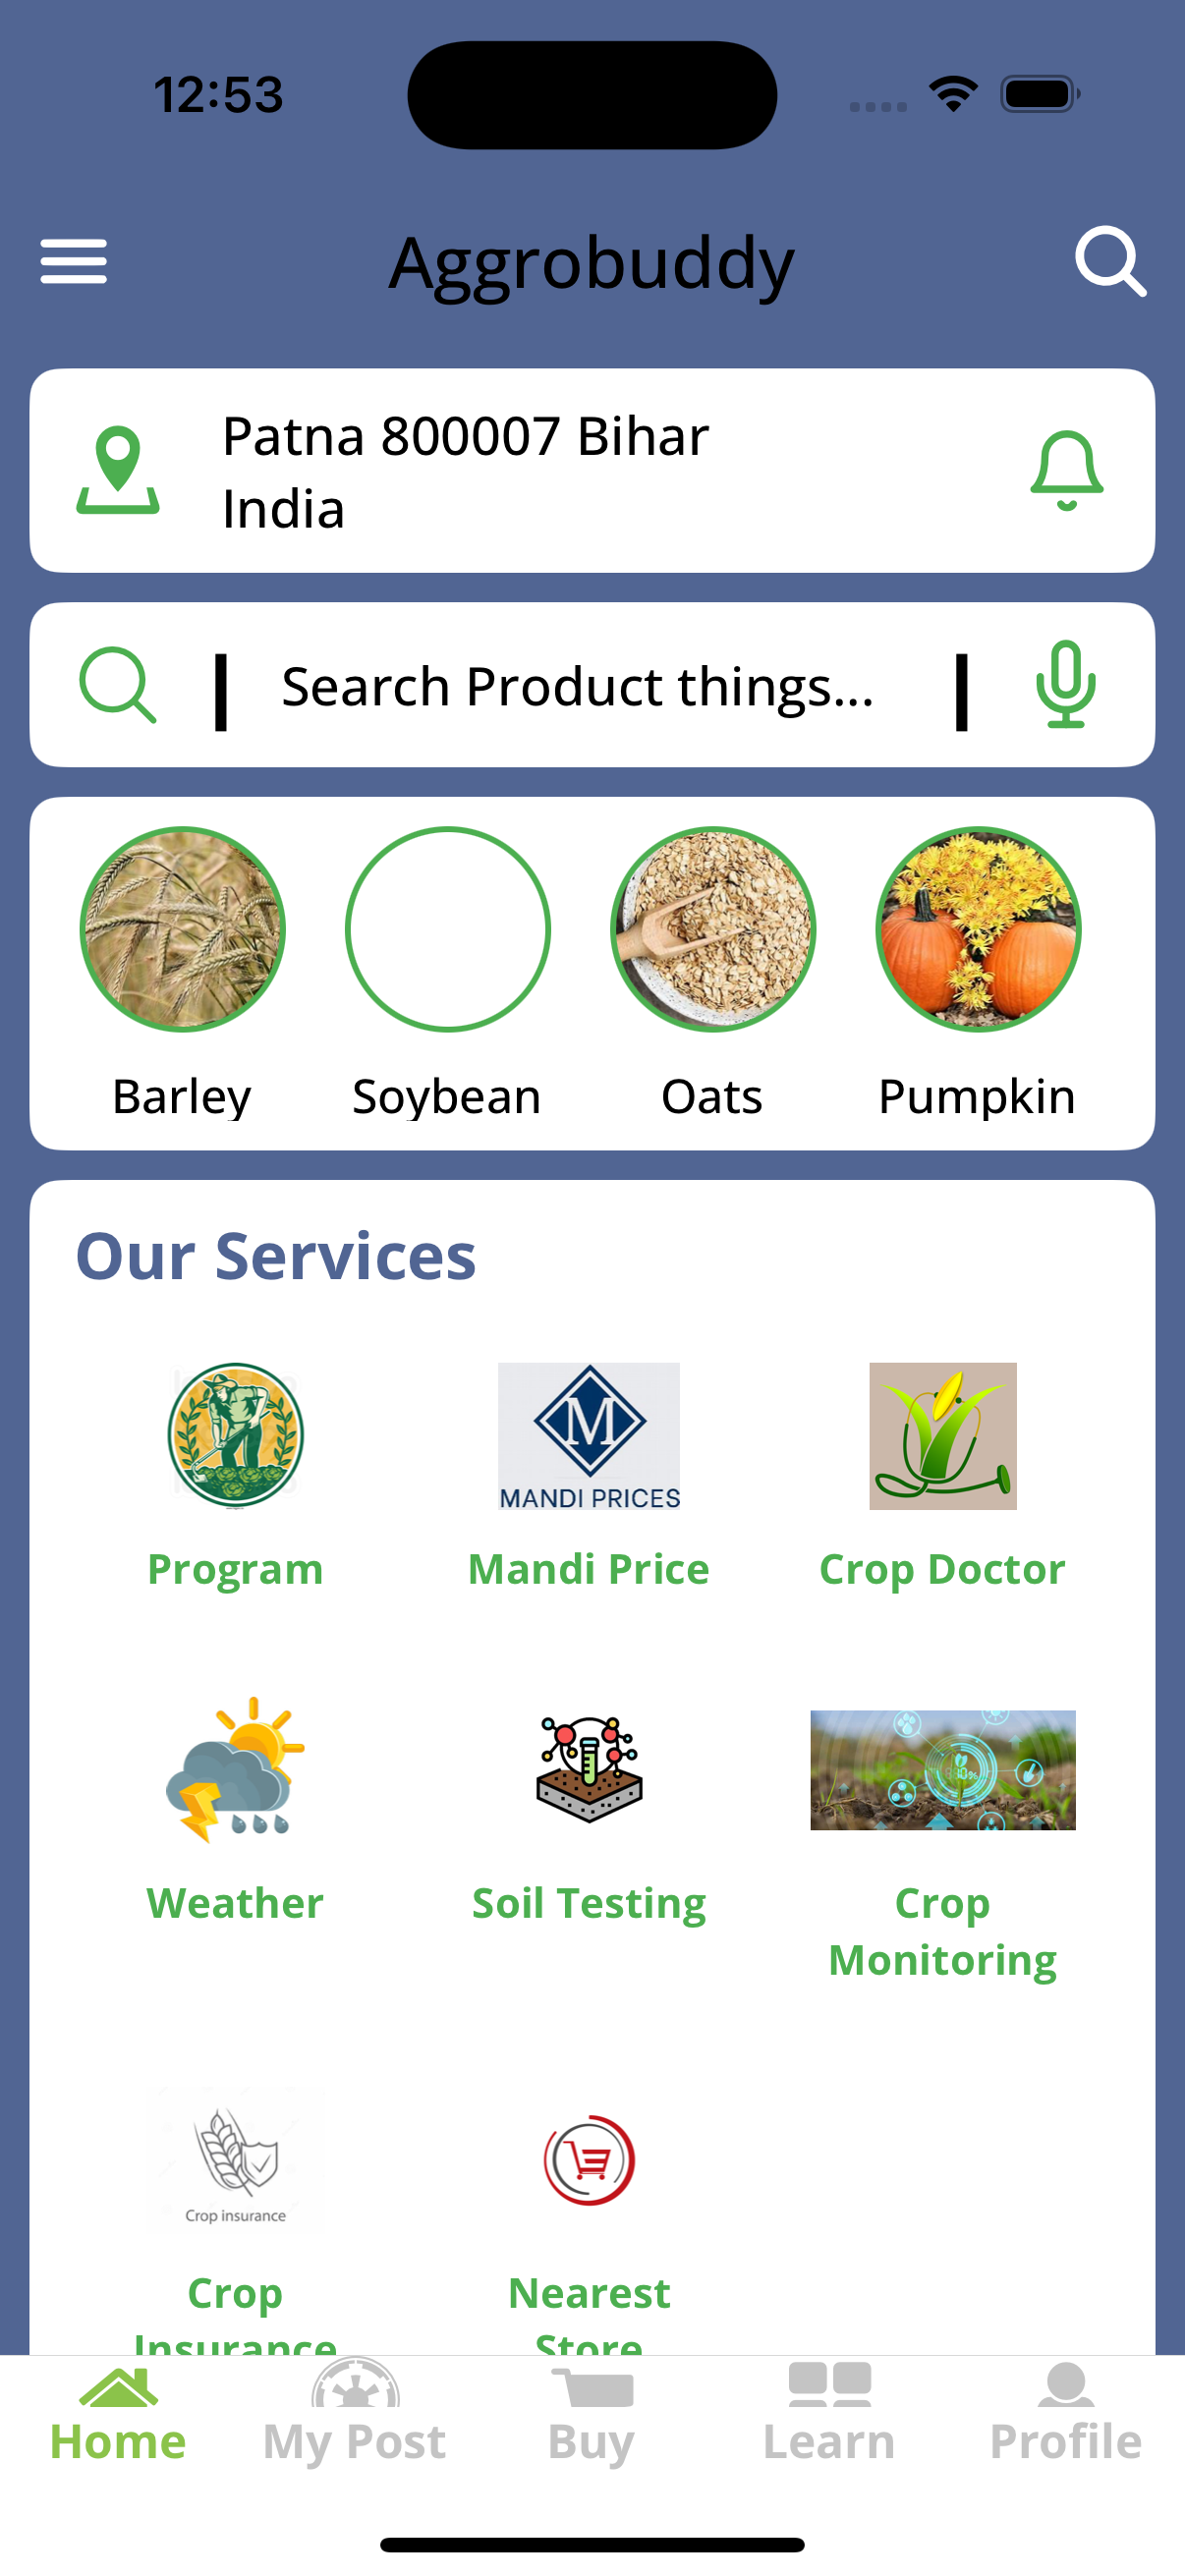 12:53
Aggrobuddy
Patna 800007 Bihar
India
Search Product things...
Barley
Soybean
Oats
Pumpkin
Our Services
MANDI PRICES
Program
Mandi Price
Crop Doctor
Weather
Soil Testing
Crop
Monitoring
Crop insurance
Crop
Insurance
Nearest
Store
Home
My Post
Buy
Learn
Profile